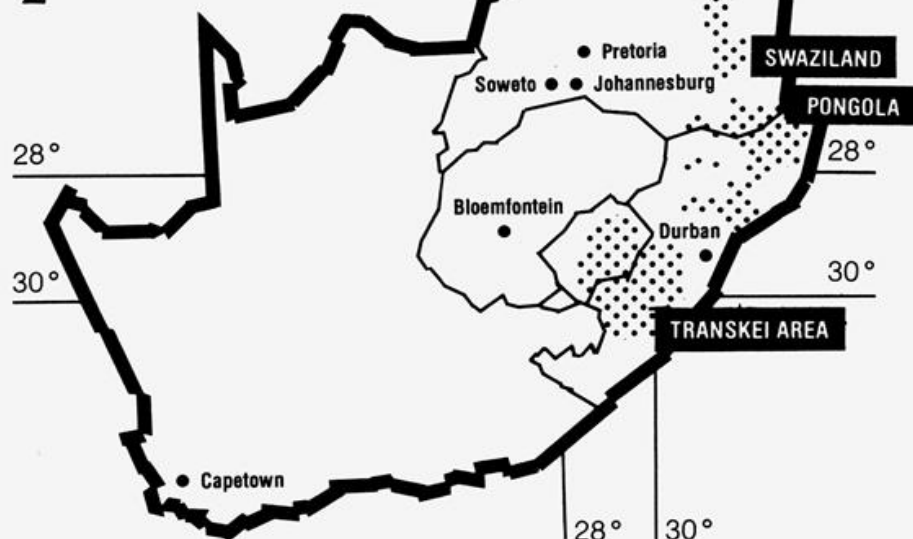 Pretoria
SWAZILAND
Soweto
Johannesburg
PONGOLA
28°
28°
Bloemfontein
Durban
30°
30°
TRANSKEI AREA
Capetown
28°
30°